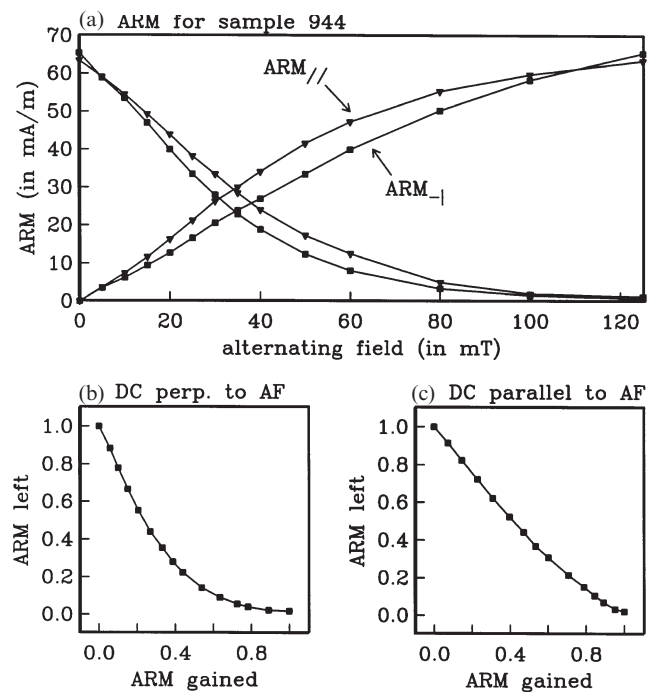 (a) ARM for sample 944
70
60
50
40
30
20
10
0
ARM (in mA/m)
ARM//
ARM_|
0 20 40 60 80 100 120
alternating field (in mT)
(b) DC perp. to AF
1.0
0.8
0.6
0.4
0.2
0.0
ARM left
0.0 0.4 0.8
ARM gained
(c) DC parallel to AF
1.0
0.8
0.6
0.4
0.2
0.0
ARM left
0.0 0.4 0.8
ARM gained